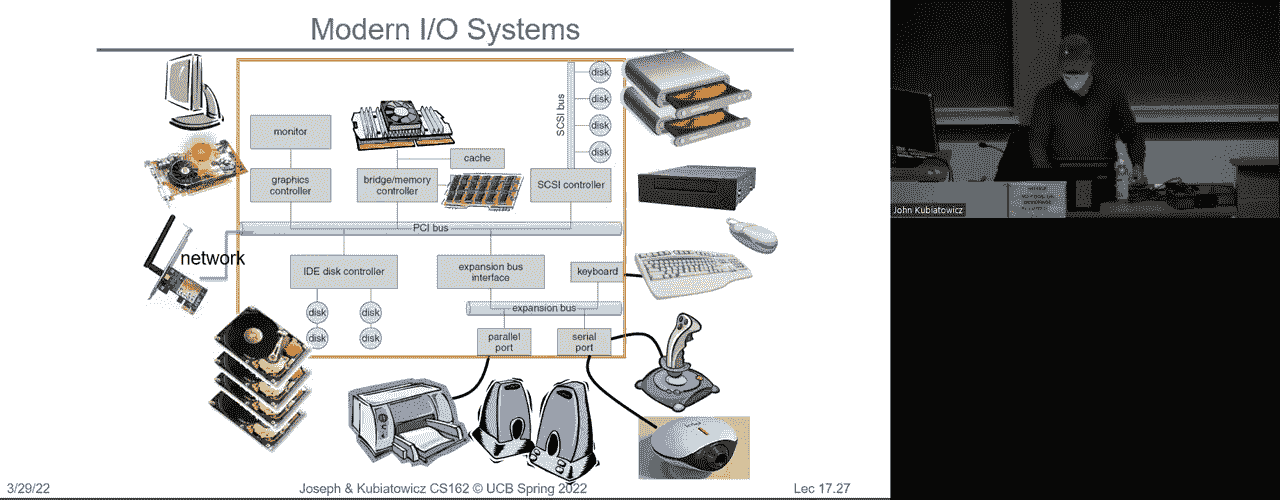 Modern I/O Systems
monitor
graphics
controller
bridge/memory
controller
cache
SCSI bus
disk
disk
disk
disk
SCSI controller
PCI bus
network
IDE disk controller
disk
disk
disk
disk
expansion bus
interface
keyboard
expansion bus
parallel
port
serial
port
3/29/22
Joseph & Kubiatowicz CS162 © UCB Spring 2022
Lec 17.27
John Kubiatowicz